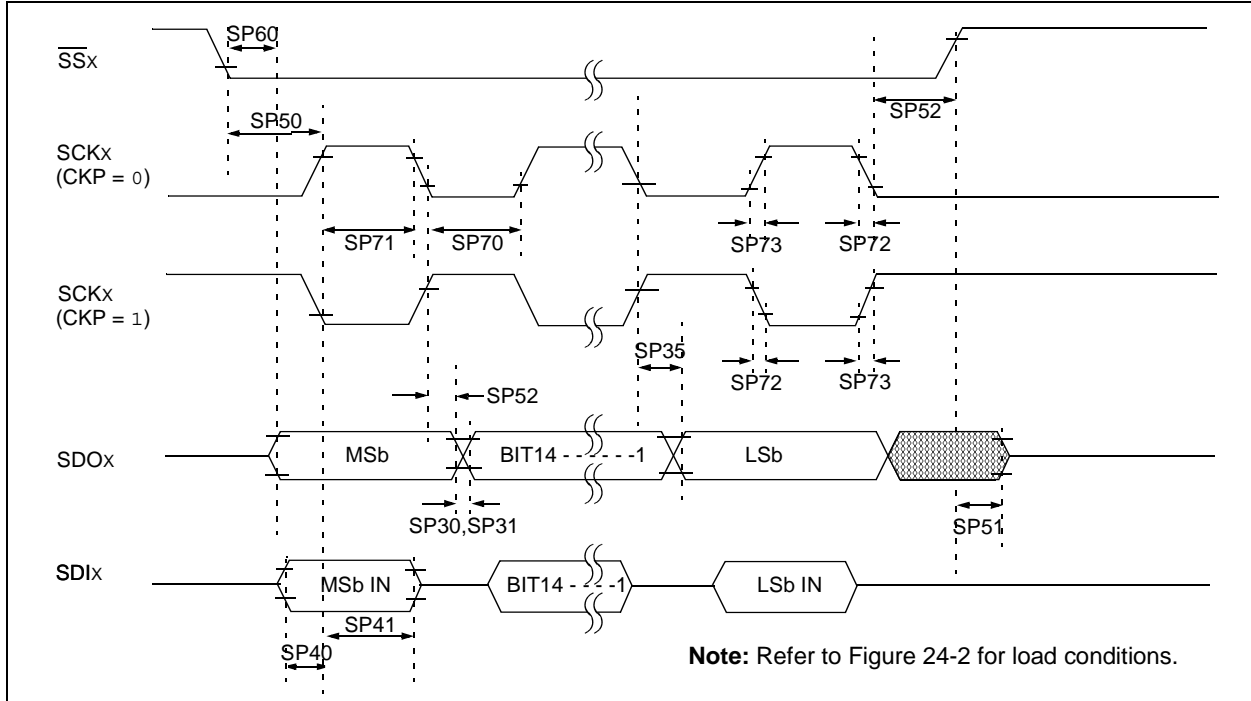 SP60
SSX
SP52
SP50
SCKX
(CKP = 0)
SP71
SP70
SP73
SP72
SCKX
(CKP = 1)
SP35
SP72
SP73
SP52
SDOX
MSb
BIT14 - - - - - -1
LSb
SP30,SP31
SP51
SDIX
MSb IN
BIT14 - - - -1
LSb IN
SP41
SP40
Note: Refer to Figure 24-2 for load conditions.